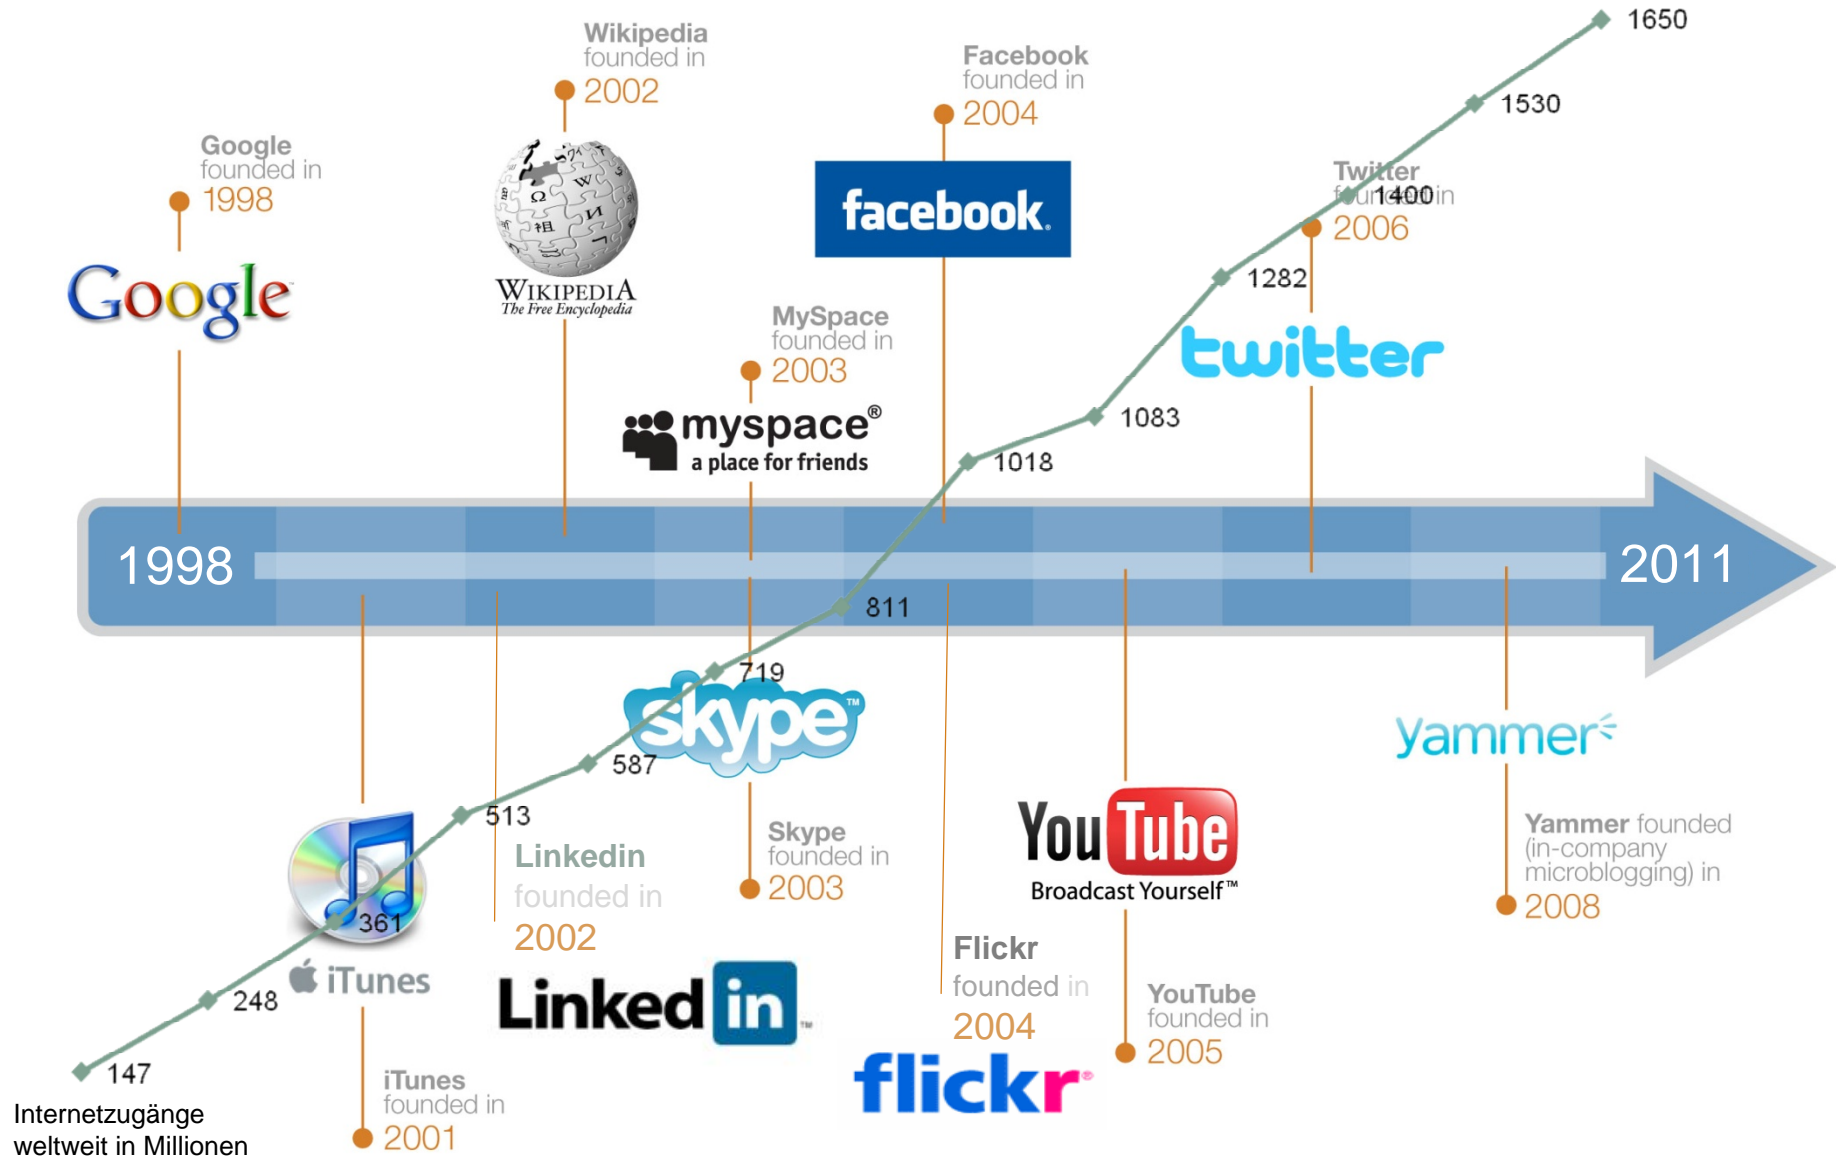 1650
Wikipedia
founded in
2002
Facebook
founded in
2004
1530
Google
founded in
1998
Twitter
founded in
2006
1400
facebook.
Google
WIKIPEDIA
The Free Encyclopedia
1282
MySpace
founded in
2003
twitter
myspace®
a place for friends
1083
1018
1998
2011
811
719
skype™
587
yammer
513
You Tube
Broadcast Yourself™
Linkedin
founded in
2002
Skype
founded in
2003
Yammer founded
(in-company
microblogging) in
2008
361
iTunes
248
Linked in ™
Flickr
founded in
2004
YouTube
founded in
2005
147
flickr®
iTunes
founded in
2001
Internetzugänge
weltweit in Millionen